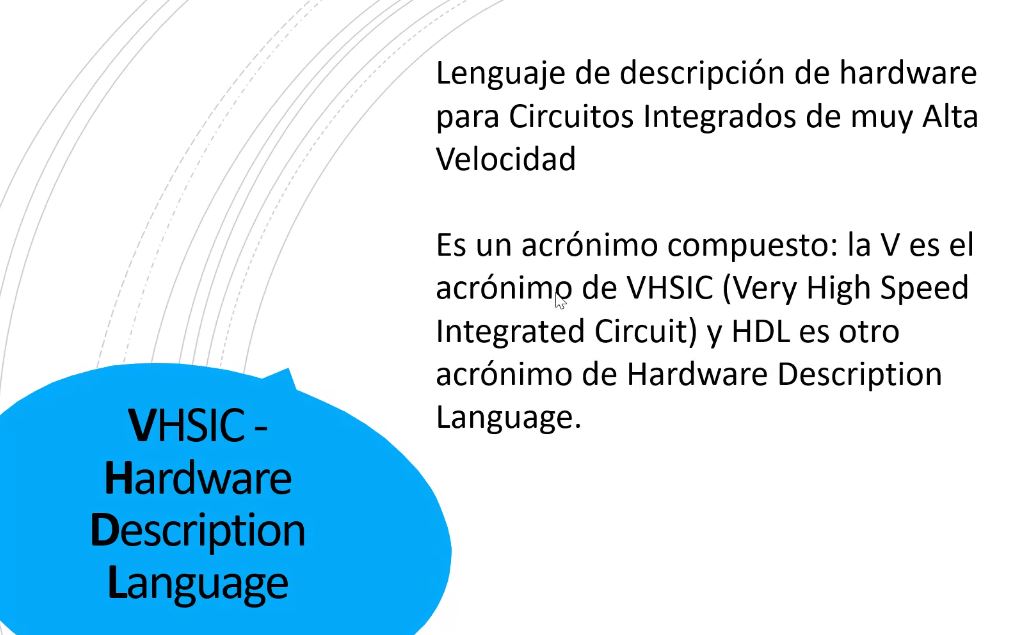 Lenguaje de descripción de hardware
para Circuitos Integrados de muy Alta
Velocidad
Es un acrónimo compuesto: la V es el
acrónimo de VHSIC (Very High Speed
Integrated Circuit) y HDL es otro
acrónimo de Hardware Description
Language.
VHSIC -
Hardware
Description
Language